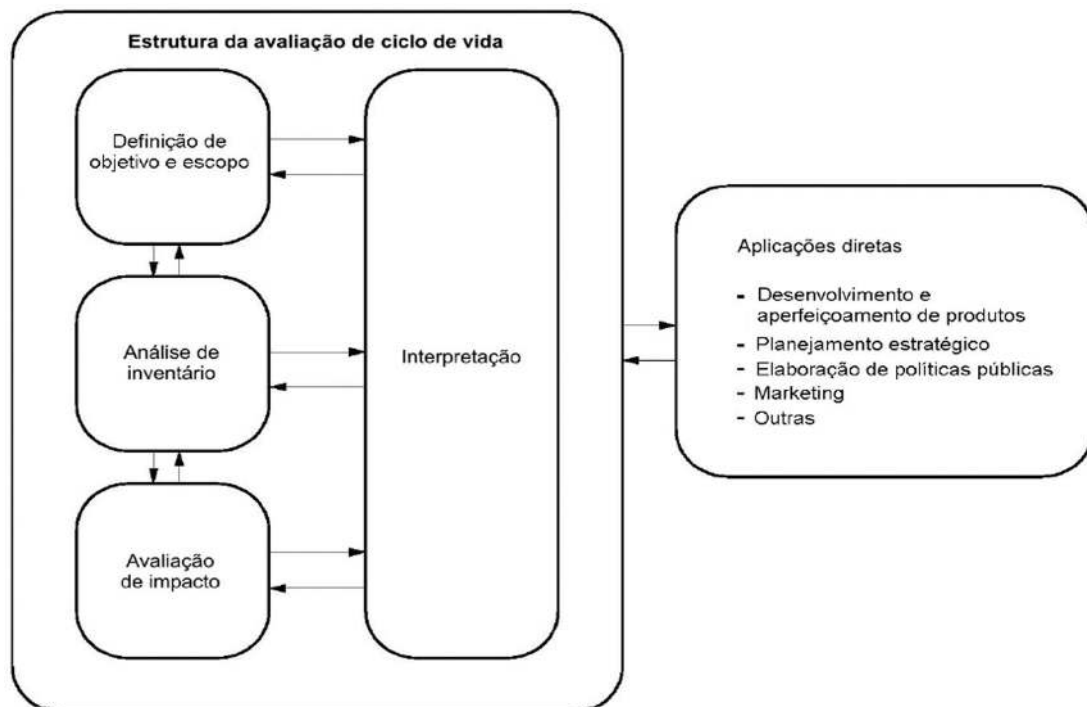 Estrutura da avaliação de ciclo de vida
Definição de
objetivo e escopo
Análise de
inventário
Avaliação
de impacto
Interpretação
Aplicações diretas
- Desenvolvimento e
aperfeiçoamento de produtos
- Planejamento estratégico
- Elaboração de políticas públicas
- Marketing
- Outras